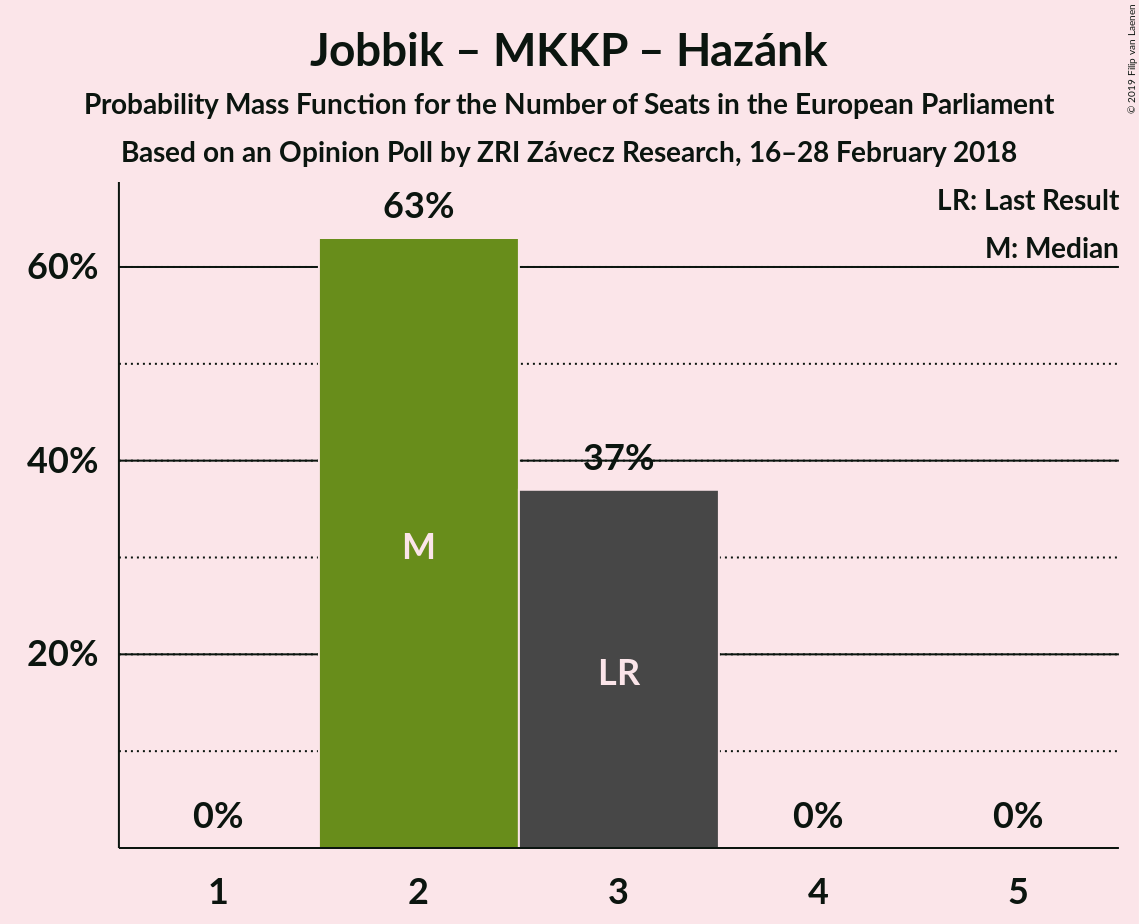 Jobbik – MKKP – Hazánk
Probability Mass Function for the Number of Seats in the European Parliament
Based on an Opinion Poll by ZRI Závecz Research, 16–28 February 2018
© 2019 Filip van Laenen
LR: Last Result
M: Median
63%
60%
40%
37%
20%
M
LR
0%
0%
0%
1
2
3
4
5